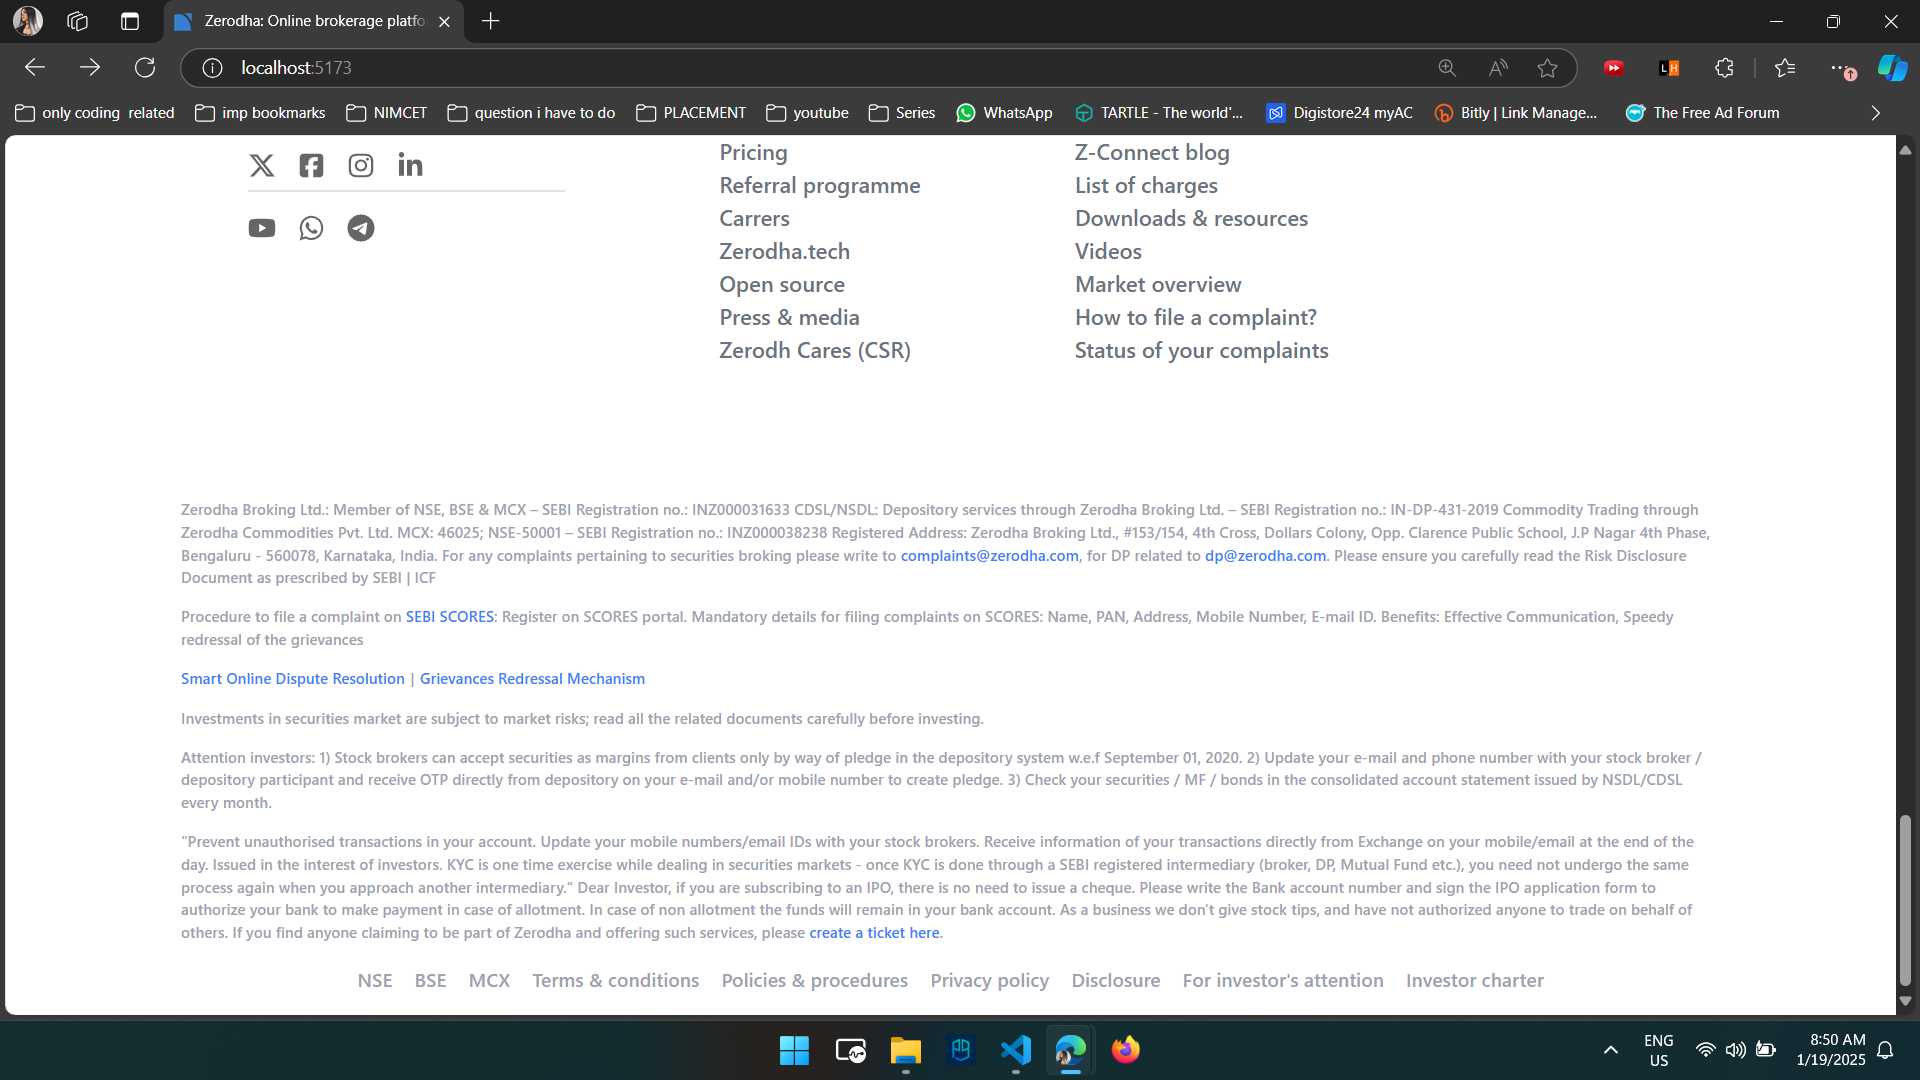 Zerodha: Online brokerage platfo
localhost:5173
only coding related
imp bookmarks
NIMCET
question i have to do
PLACEMENT
youtube
Series
WhatsApp
TARTLE - The world'...
Digistore24 myAC
Bitly | Link Manage...
The Free Ad Forum
Pricing
Referral programme
Carrers
Zerodha.tech
Open source
Press & media
Zerodh Cares (CSR)
Z-Connect blog
List of charges
Downloads & resources
Videos
Market overview
How to file a complaint?
Status of your complaints
Zerodha Broking Ltd.: Member of NSE, BSE & MCX – SEBI Registration no.: INZ000031633 CDSL/NSDL: Depository services through Zerodha Broking Ltd. – SEBI Registration no.: IN-DP-431-2019 Commodity Trading through
Zerodha Commodities Pvt. Ltd. MCX: 46025; NSE-50001 – SEBI Registration no.: INZ000038238 Registered Address: Zerodha Broking Ltd., #153/154, 4th Cross, Dollars Colony, Opp. Clarence Public School, J.P Nagar 4th Phase,
Bengaluru - 560078, Karnataka, India. For any complaints pertaining to securities broking please write to complaints@zerodha.com, for DP related to dp@zerodha.com. Please ensure you carefully read the Risk Disclosure
Document as prescribed by SEBI | ICF
Procedure to file a complaint on SEBI SCORES: Register on SCORES portal. Mandatory details for filing complaints on SCORES: Name, PAN, Address, Mobile Number, E-mail ID. Benefits: Effective Communication, Speedy
redressal of the grievances
Smart Online Dispute Resolution | Grievances Redressal Mechanism
Investments in securities market are subject to market risks; read all the related documents carefully before investing.
Attention investors: 1) Stock brokers can accept securities as margins from clients only by way of pledge in the depository system w.e.f September 01, 2020. 2) Update your e-mail and phone number with your stock broker /
depository participant and receive OTP directly from depository on your e-mail and/or mobile number to create pledge. 3) Check your securities / MF / bonds in the consolidated account statement issued by NSDL/CDSL
every month.
"Prevent unauthorised transactions in your account. Update your mobile numbers/email IDs with your stock brokers. Receive information of your transactions directly from Exchange on your mobile/email at the end of the
day. Issued in the interest of investors. KYC is one time exercise while dealing in securities markets - once KYC is done through a SEBI registered intermediary (broker, DP, Mutual Fund etc.), you need not undergo the same
process again when you approach another intermediary." Dear Investor, if you are subscribing to an IPO, there is no need to issue a cheque. Please write the Bank account number and sign the IPO application form to
authorize your bank to make payment in case of allotment. In case of non allotment the funds will remain in your bank account. As a business we don't give stock tips, and have not authorized anyone to trade on behalf of
others. If you find anyone claiming to be part of Zerodha and offering such services, please create a ticket here.
NSE BSE MCX Terms & conditions Policies & procedures Privacy policy Disclosure For investor's attention Investor charter
ENG
US
8:50 AM
1/19/2025